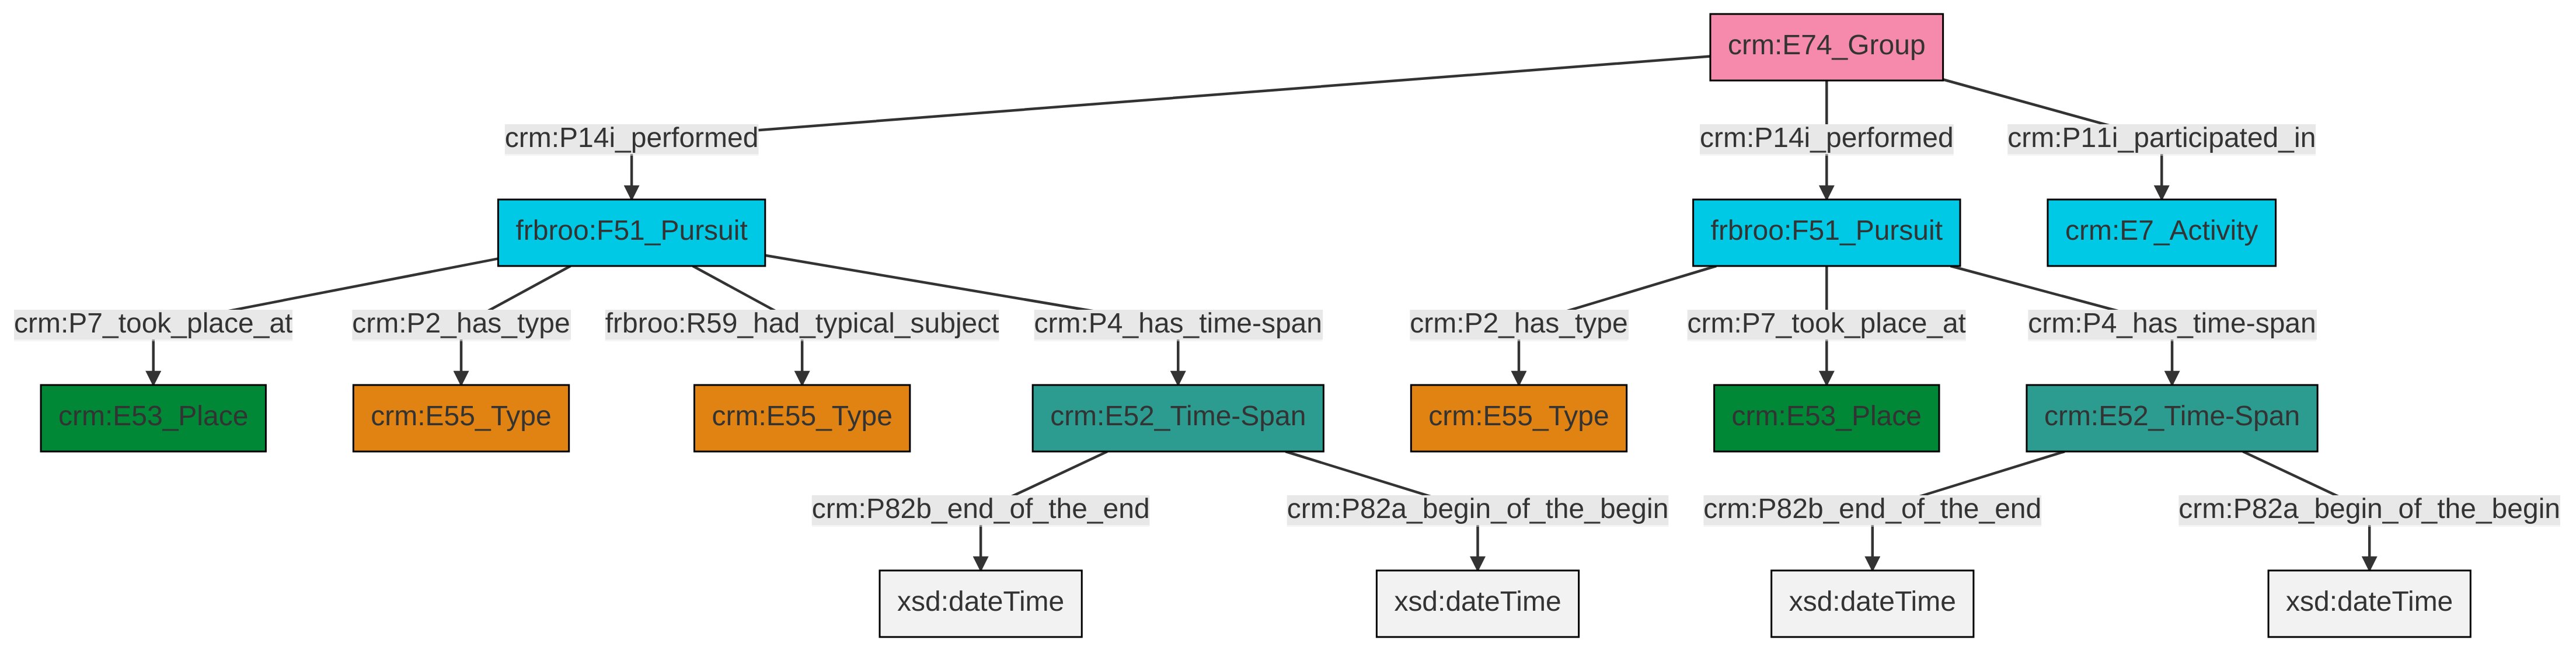 crm:E74_Group
crm:P14i_performed
crm:P14i_performed
crm:P11i_participated_in
frbroo:F51_Pursuit
frbroo:F51_Pursuit
crm:E7_Activity
crm:P7_took_place_at
crm:P2_has_type
frbroo:R59_had_typical_subject
crm:P4_has_time-span
crm:P2_has_type
crm:P7_took_place_at
crm:P4_has_time-span
crm:E53_Place
crm:E55_Type
crm:E55_Type
crm:E52_Time-Span
crm:E55_Type
crm:E53_Place
crm:E52_Time-Span
crm:P82b_end_of_the_end
crm:P82a_begin_of_the_begin
crm:P82b_end_of_the_end
crm:P82a_begin_of_the_begin
xsd:dateTime
xsd:dateTime
xsd:dateTime
xsd:dateTime